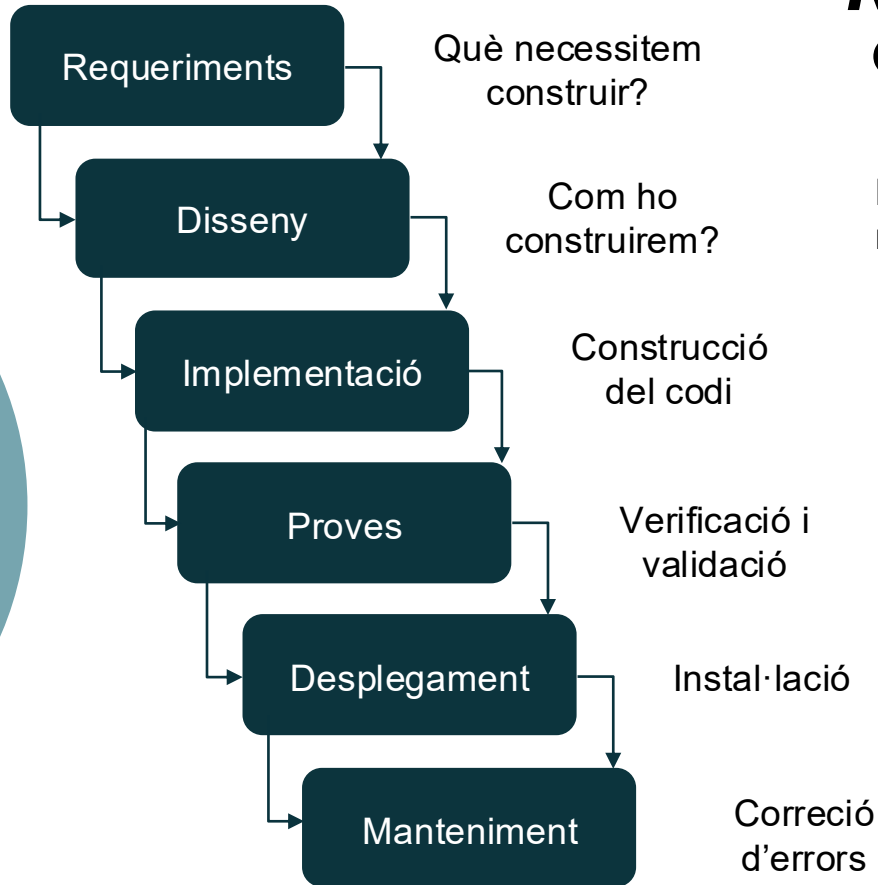 Requeriments
Què necessitem
construir?
Disseny
Com ho
construirem?
Implementació
Construcció
del codi
Proves
Verificació i
validació
Desplegament
Instal·lació
Manteniment
Correció
d'errors